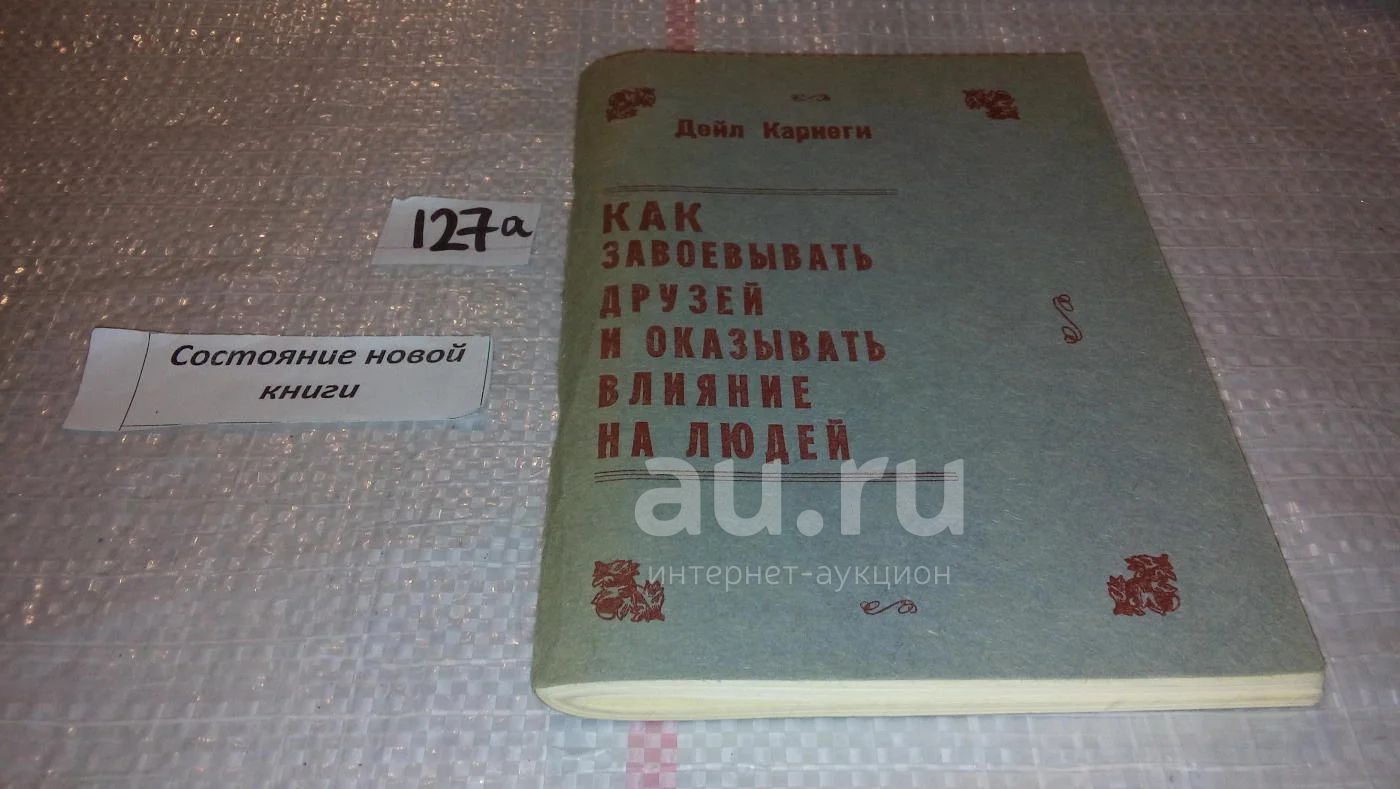 Дейл Карнеги
КАК
ЗАВОЕВЫВАТЬ
ДРУЗЕЙ
И ОКАЗЫВАТЬ
ВЛИЯНИЕ
НА ЛЮДЕЙ
127а
Состояние новой
книги
au.ru
интернет-аукцион